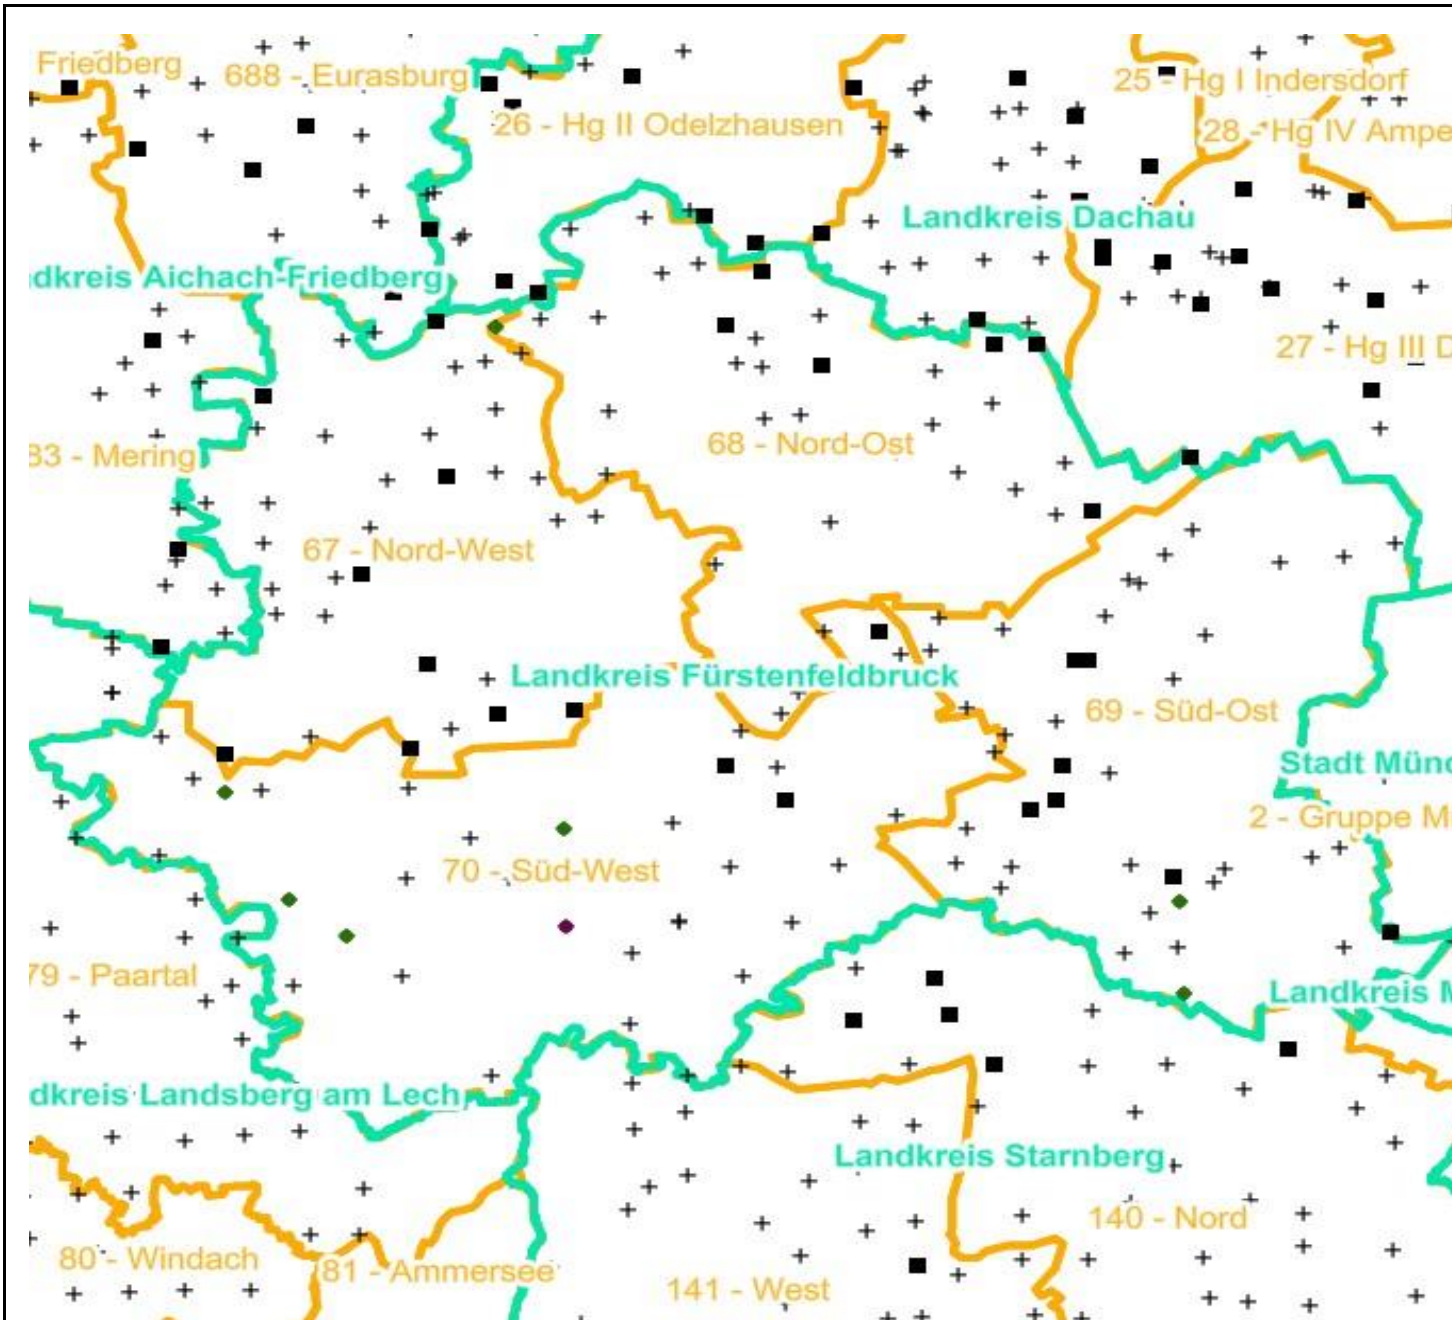 Friedberg
688 - Eurasburg
25 - Hg I Indersdorf
26 - Hg II Odelzhausen
28 - Hg IV Ampe
Landkreis Dachau
dkreis Aichach-Friedberg
27 - Hg III D
83 - Mering
68 - Nord-Ost
67 - Nord-West
Landkreis Fürstenfeldbruck
69 - Süd-Ost
Stadt Münc
2 - Gruppe M
70 - Süd-West
79 - Paartal
Landkreis M
dkreis Landsberg am Lech
Landkreis Starnberg
140 - Nord
80 - Windach
81 - Ammersee
141 - West